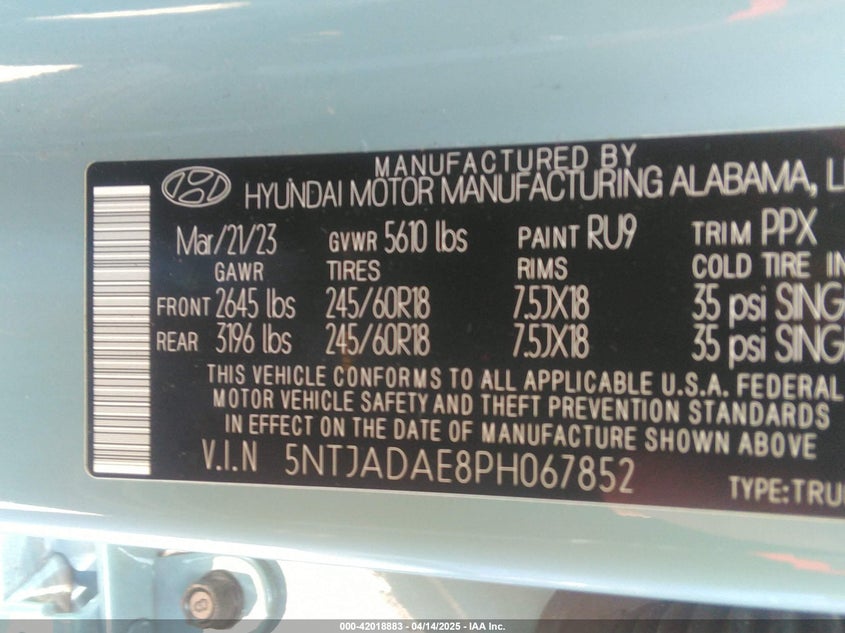 MANUFACTURED BY
HYUNDAI MOTOR MANUFACTURING ALABAMA,
Mar/21/23 GVWR 5610 lbs PAINT RU9 TRIM PPX
GAWR TIRES RIMS COLD TIRE
FRONT 2645 lbs 245/60R18 7.5JX18 35 psi SING
REAR 3196 lbs 245/60R18 7.5JX18 35 psi SING
THIS VEHICLE CONFORMS TO ALL APPLICABLE U.S.A. FEDERAL
MOTOR VEHICLE SAFETY AND THEFT PREVENTION STANDARDS
IN EFFECT ON THE DATE OF MANUFACTURE SHOWN ABOVE
V.I.N 5NTJADAE8PH067852 TYPE:TRU
000-42018883 - 04/14/2025 - IAA Inc.